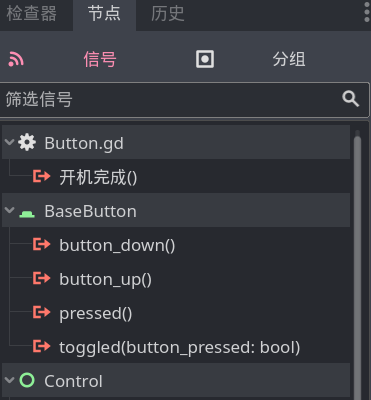 检查器 节点 历史
信号 分组
筛选信号
Button.gd
开机完成()
BaseButton
button_down()
button_up()
pressed()
toggled(button_pressed: bool)
Control